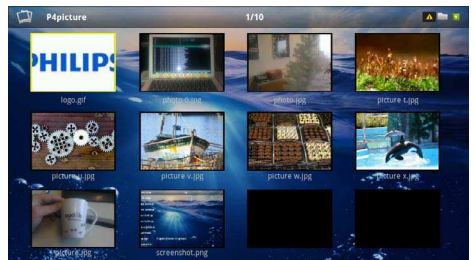 P4picture 1/10
PHILIPS
logo.gif photo 0.jpg photo.jpg picture t.jpg
picture u.jpg picture v.jpg picture w.jpg picture x.jpg
picture.jpg screenshot.png